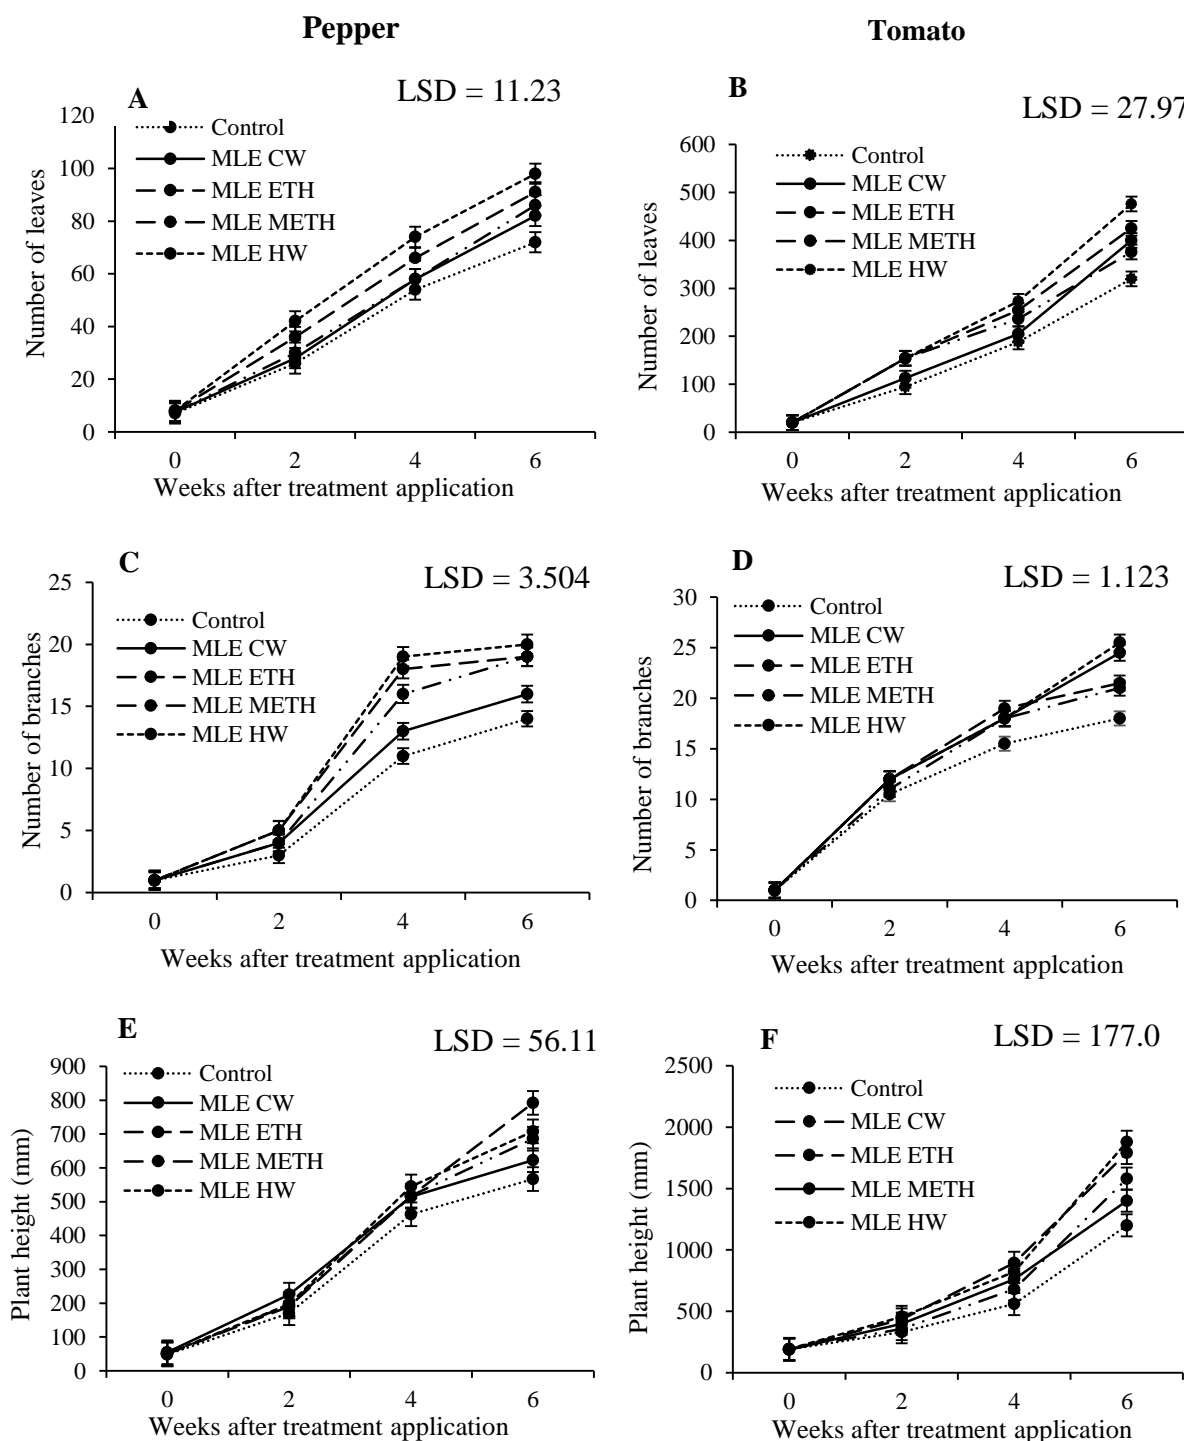 Pepper
Tomato
A
LSD = 11.23
120
100
80
60
40
20
0
Number of leaves
Control
MLE CW
MLE ETH
MLE METH
MLE HW
0 2 4 6
Weeks after treatment application
B
LSD = 27.97
600
500
400
300
200
100
0
Number of leaves
Control
MLE CW
MLE ETH
MLE METH
MLE HW
0 2 4 6
Weeks after treatment application
C
LSD = 3.504
25
20
15
10
5
0
Number of branches
Control
MLE CW
MLE ETH
MLE METH
MLE HW
0 2 4 6
Weeks after treatment application
D
LSD = 1.123
30
25
20
15
10
5
0
Number of branches
Control
MLE CW
MLE ETH
MLE METH
MLE HW
0 2 4 6
Weeks after treatment application
E
LSD = 56.11
900
800
700
600
500
400
300
200
100
0
Plant height (mm)
Control
MLE CW
MLE ETH
MLE METH
MLE HW
0 2 4 6
Weeks after treatment application
F
LSD = 177.0
2500
2000
1500
1000
500
0
Plant height (mm)
Control
MLE CW
MLE ETH
MLE METH
MLE HW
0 2 4 6
Weeks after treatment application